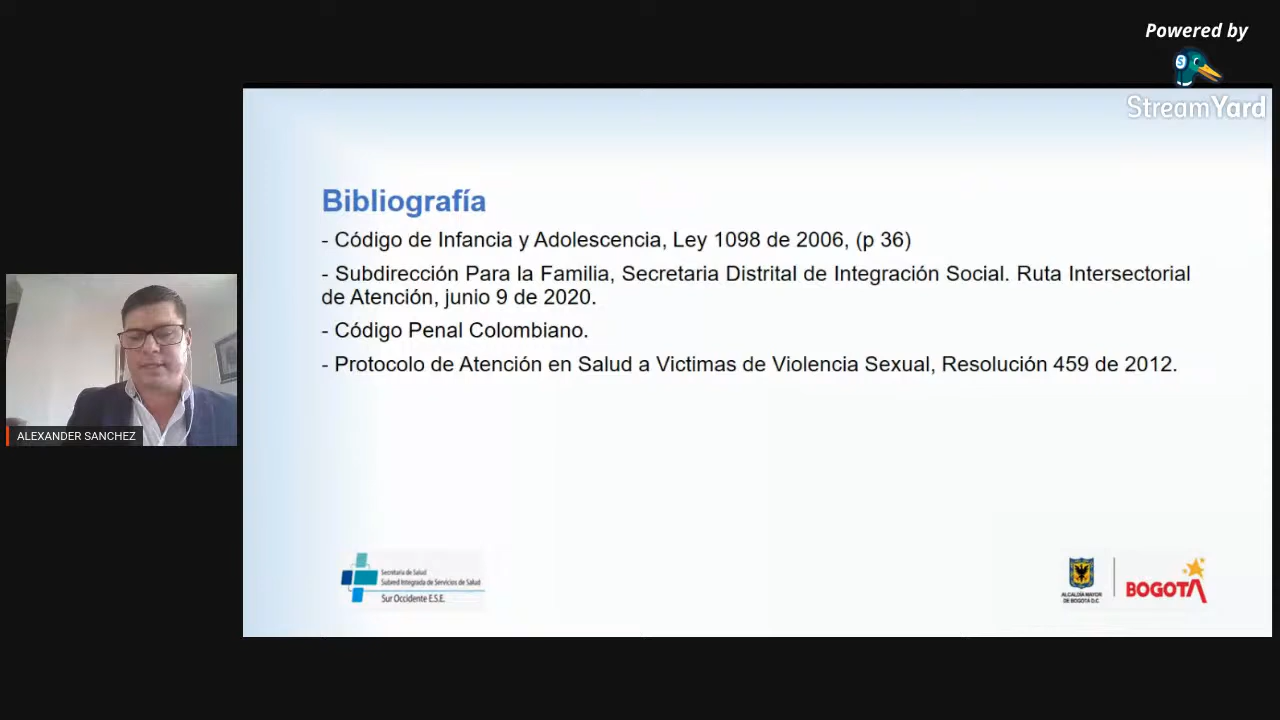 Powered by
StreamYard
Bibliografía
- Código de Infancia y Adolescencia, Ley 1098 de 2006, (p 36)
- Subdirección Para la Familia, Secretaria Distrital de Integración Social. Ruta Intersectorial
de Atención, junio 9 de 2020.
- Código Penal Colombiano.
- Protocolo de Atención en Salud a Victimas de Violencia Sexual, Resolución 459 de 2012.
ALEXANDER SANCHEZ
Secretaría de Salud
Subred Integrada de Servicios de Salud
Sur Occidente E.S.E.
ALCALDÍA MAYOR
DE BOGOTÁ D.C.
BOGOTÁ